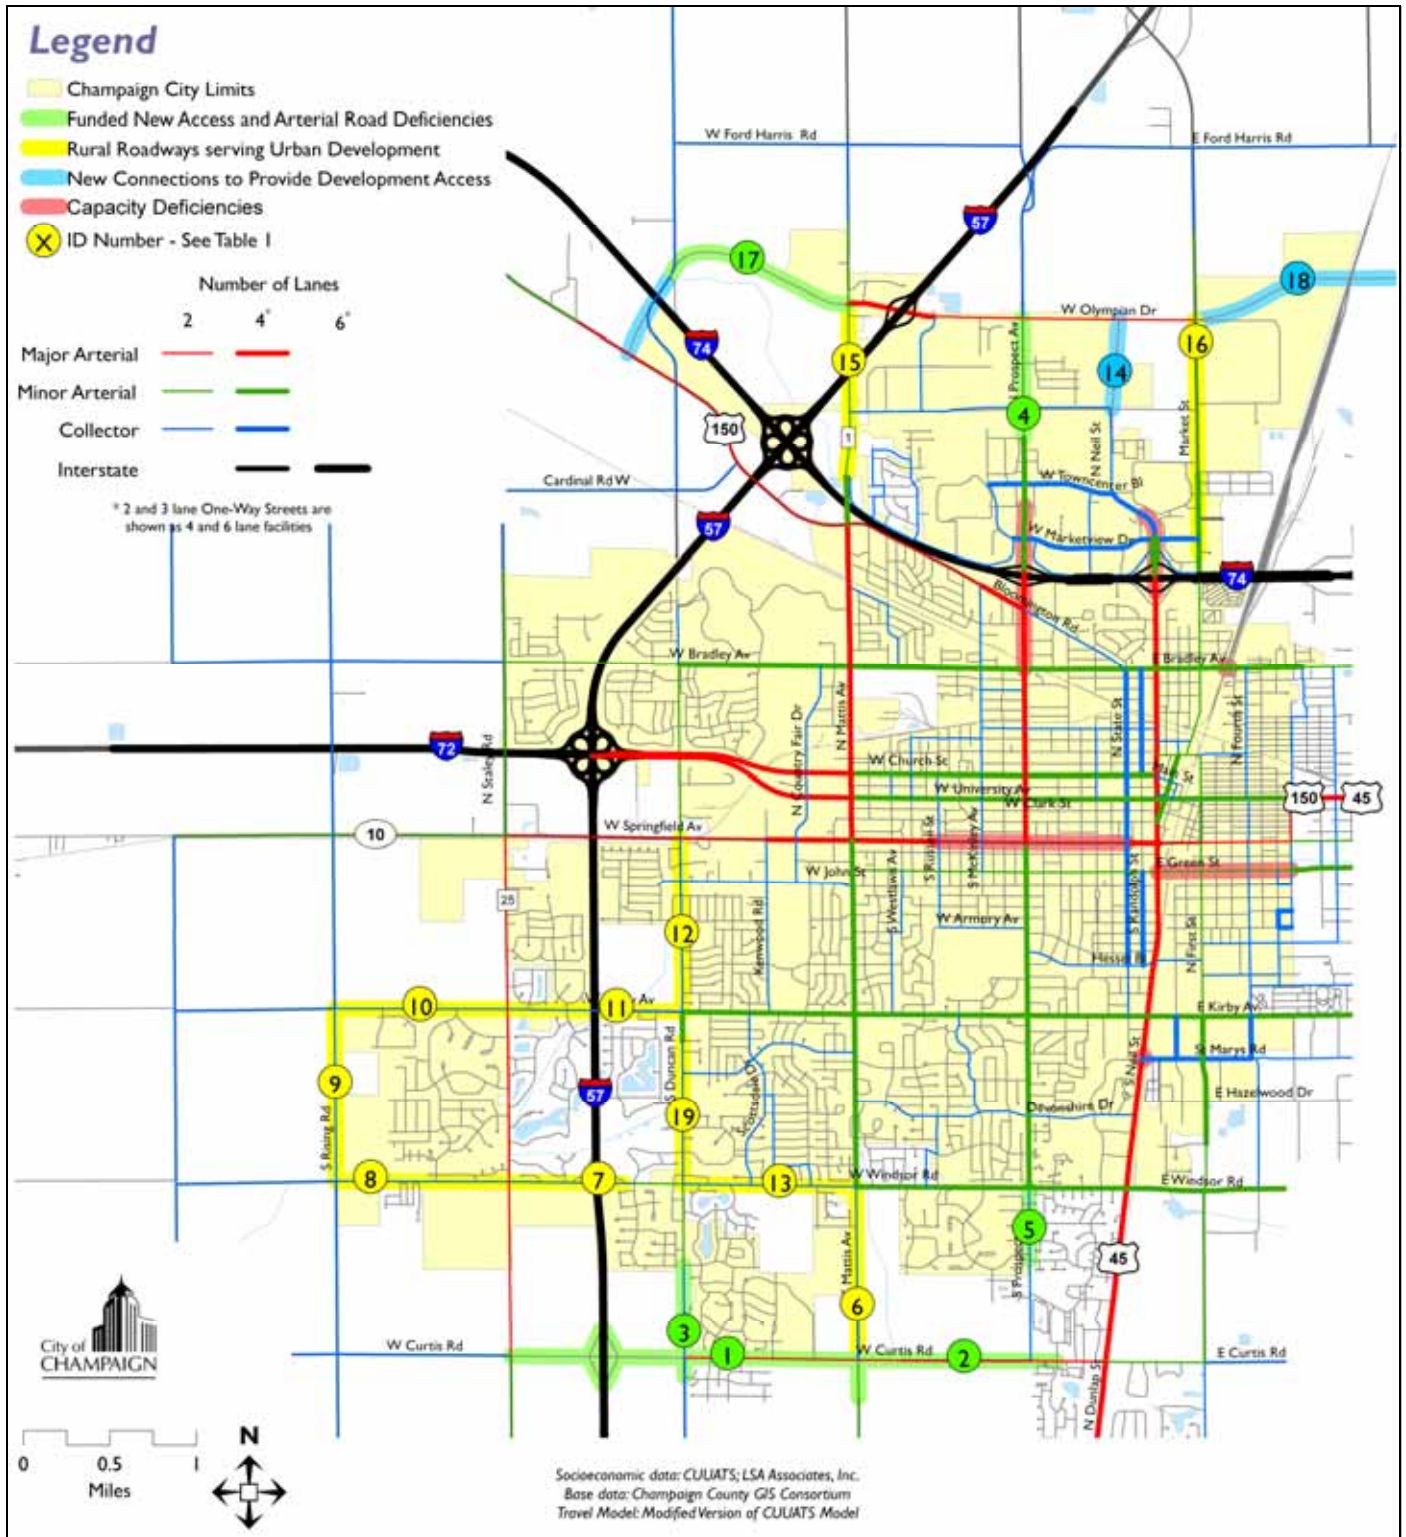 Legend
Champaign City Limits
Funded New Access and Arterial Road Deficiencies
Rural Roadways serving Urban Development
New Connections to Provide Development Access
Capacity Deficiencies
X ID Number - See Table 1
Number of Lanes
2 4* 6*
Major Arterial
Minor Arterial
Collector
Interstate
* 2 and 3 lane One-Way Streets are
shown as 4 and 6 lane facilities
W Ford Harris Rd
E Ford Harris Rd
57
17
18
W Olympian Dr
74
15
16
N Prospect Av
14
4
150
1
N Neil St
Market St
W Towncenter Bl
Cardinal Rd W
57
W Marketview Dr
74
Bloomington Rd
W Bradley Av
E Bradley Av
N Mattis Av
N Country Fair Dr
N State St
N Fourth St
72
N Staley Rd
W Church St
Main St
W University Av
W Clark St
150
45
10
W Springfield Av
S Russell St
S McKinley Av
E Green St
W John St
S Westlawn Av
S Randolph St
25
Kenwood Rd
W Armory Av
12
N First St
Hessel Bl
10
11
Av
E Kirby Av
S Duncan Rd
S Neil St
St Marys Rd
9
57
E Hazelwood Dr
Scottsdale Dr
Devonshire Dr
19
S Rising Rd
8
7
13
W Windsor Rd
E Windsor Rd
5
S Prospect
Mattis Av
45
6
3
W Curtis Rd
1
W Curtis Rd
2
E Curtis Rd
N Dunlap St
City of
CHAMPAIGN
0 0.5 1
Miles
N
Socioeconomic data: CUUATS; LSA Associates, Inc.
Base data: Champaign County GIS Consortium
Travel Model: Modified Version of CUUATS Model